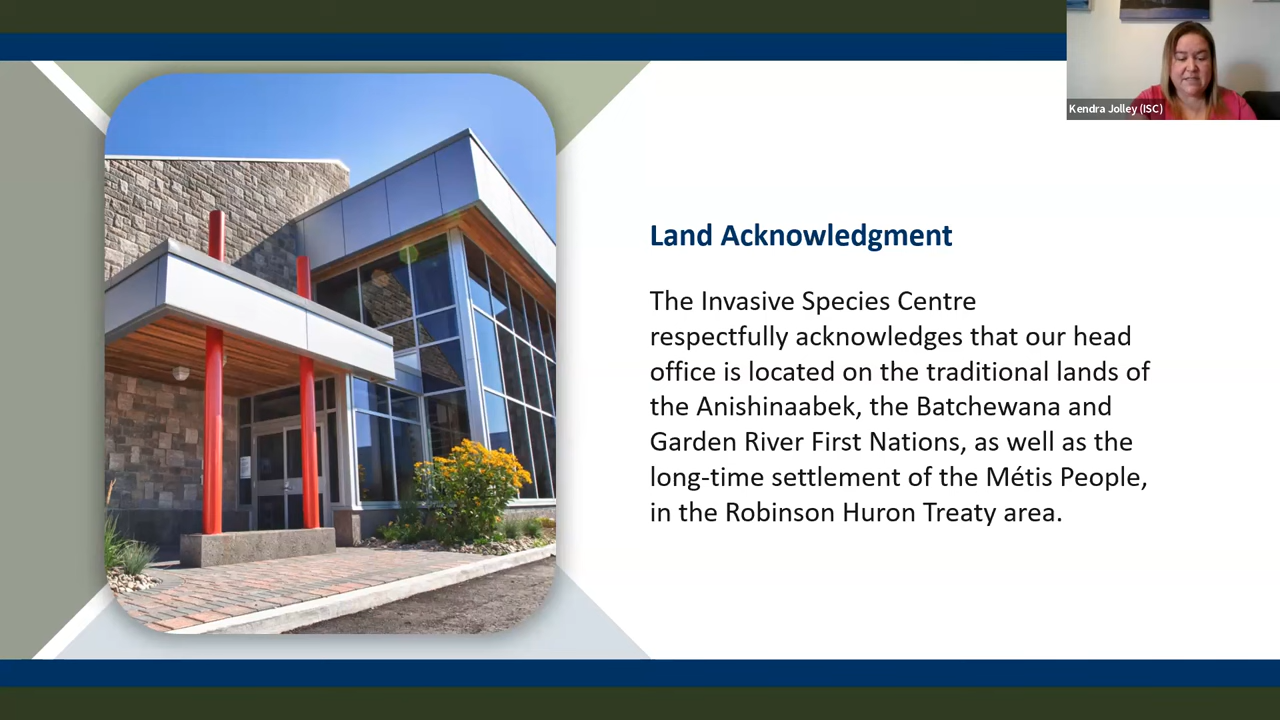 Kendra Jolley (ISC)
Land Acknowledgment
The Invasive Species Centre
respectfully acknowledges that our head
office is located on the traditional lands of
the Anishinaabek, the Batchewana and
Garden River First Nations, as well as the
long-time settlement of the Métis People,
in the Robinson Huron Treaty area.